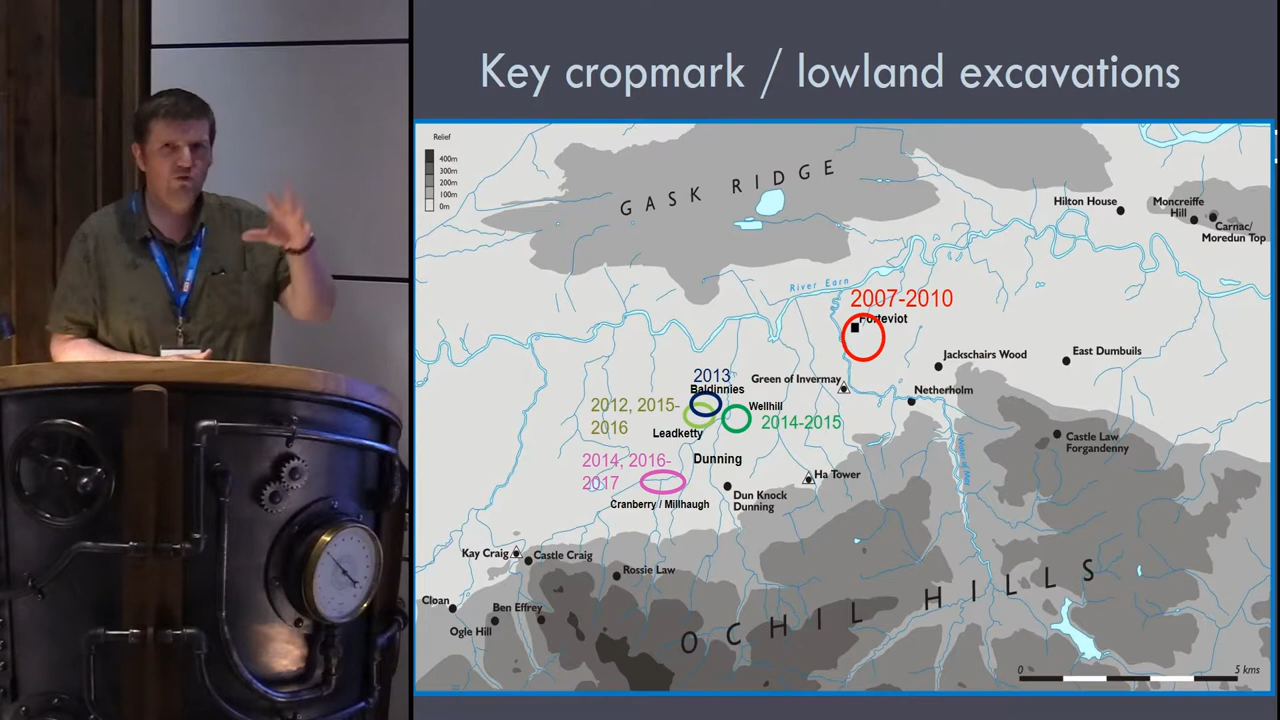 Key cropmark / lowland excavations
Relief
400m
300m
200m
100m
0m
GASK RIDGE
Hilton House
Moncreiffe
Hill
Carnac/
Moredun Top
River Earn
2007-2010
Forteviot
Jackschairs Wood
East Dumbuils
2013
Baldinnies
Green of Invermay
Netherholm
2012, 2015-
2016
Wellhill
2014-2015
Leadketty
Castle Law
Forgandenny
Water of May
2014, 2016-
2017
Dunning
Ha Tower
Cranberry / Millhaugh
Dun Knock
Dunning
Kay Craig
Castle Craig
Rossie Law
OCHIL HILLS
Cloan
Ben Effrey
Ogle Hill
0
5 kms